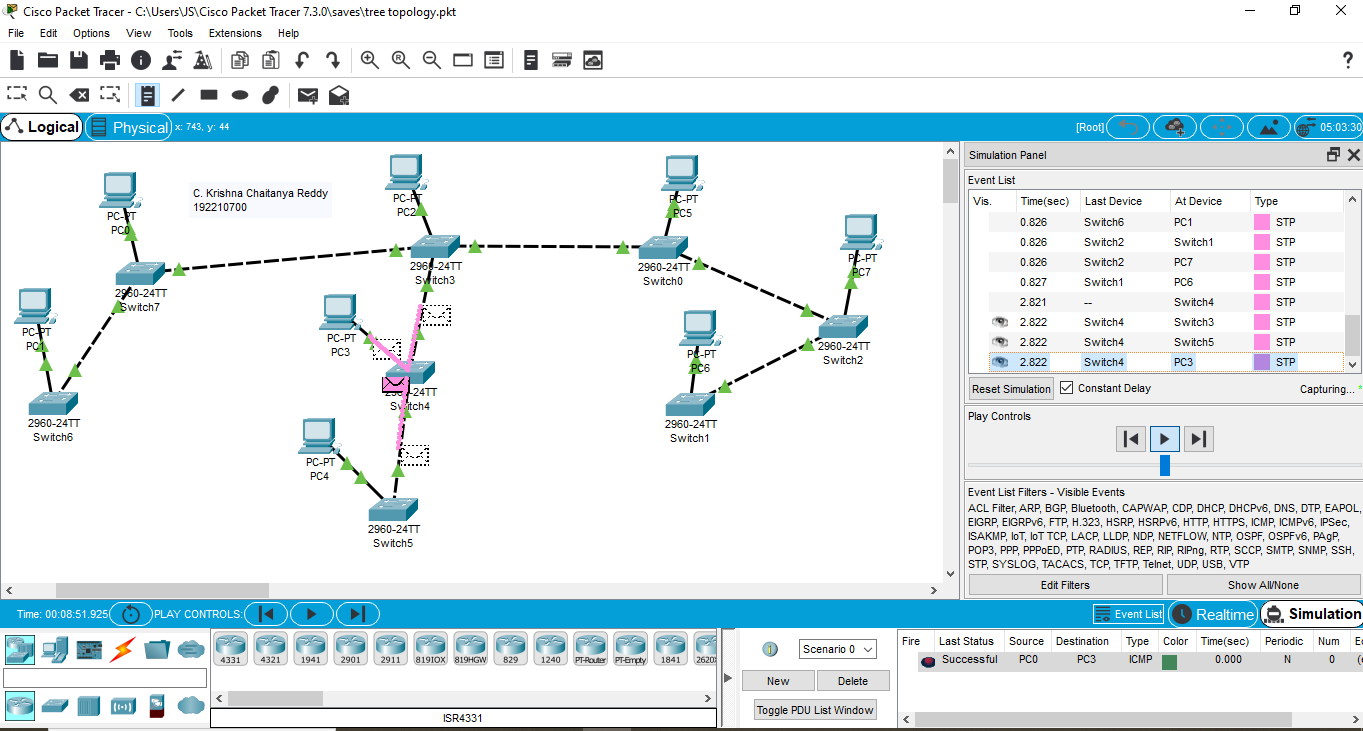 Cisco Packet Tracer - C:\Users\JS\Cisco Packet Tracer 7.3.0\saves\tree topology.pkt
File Edit Options View Tools Extensions Help
Logical Physical x: 743, y: 44 [Root] 05:03:30
C. Krishna Chaitanya Reddy
192210700
PC-PT
PC0
PC-PT
PC2
PC-PT
PC5
PC-PT
PC7
2960-24TT
Switch7
2960-24TT
Switch3
2960-24TT
Switch0
PC-PT
PC1
PC-PT
PC3
PC-PT
PC6
2960-24TT
Switch2
2960-24TT
Switch6
2960-24TT
Switch4
2960-24TT
Switch1
PC-PT
PC4
2960-24TT
Switch5
Simulation Panel
Event List
Vis. Time(sec) Last Device At Device Type
0.826 Switch6 PC1 STP
0.826 Switch2 Switch1 STP
0.826 Switch2 PC7 STP
0.827 Switch1 PC6 STP
2.821 -- Switch4 STP
2.822 Switch4 Switch3 STP
2.822 Switch4 Switch5 STP
2.822 Switch4 PC3 STP
Reset Simulation Constant Delay Capturing... *
Play Controls
Event List Filters - Visible Events
ACL Filter, ARP, BGP, Bluetooth, CAPWAP, CDP, DHCP, DHCPv6, DNS, DTP, EAPOL,
EIGRP, EIGRPv6, FTP, H.323, HSRP, HSRPv6, HTTP, HTTPS, ICMP, ICMPv6, IPSec,
ISAKMP, IoT, IoT TCP, LACP, LLDP, NDP, NETFLOW, NTP, OSPF, OSPFv6, PAgP,
POP3, PPP, PPPoED, PTP, RADIUS, REP, RIP, RIPng, RTP, SCCP, SMTP, SNMP, SSH,
STP, SYSLOG, TACACS, TCP, TFTP, Telnet, UDP, USB, VTP
Edit Filters Show All/None
Time: 00:08:51.925 PLAY CONTROLS: Event List Realtime Simulation
4331 4321 1941 2901 2911 819IOX 819HGW 829 1240 PT-Router PT-Empty 1841 2620X
ISR4331
Scenario 0
New Delete
Toggle PDU List Window
Fire Last Status Source Destination Type Color Time(sec) Periodic Num
Successful PC0 PC3 ICMP 0.000 N 0